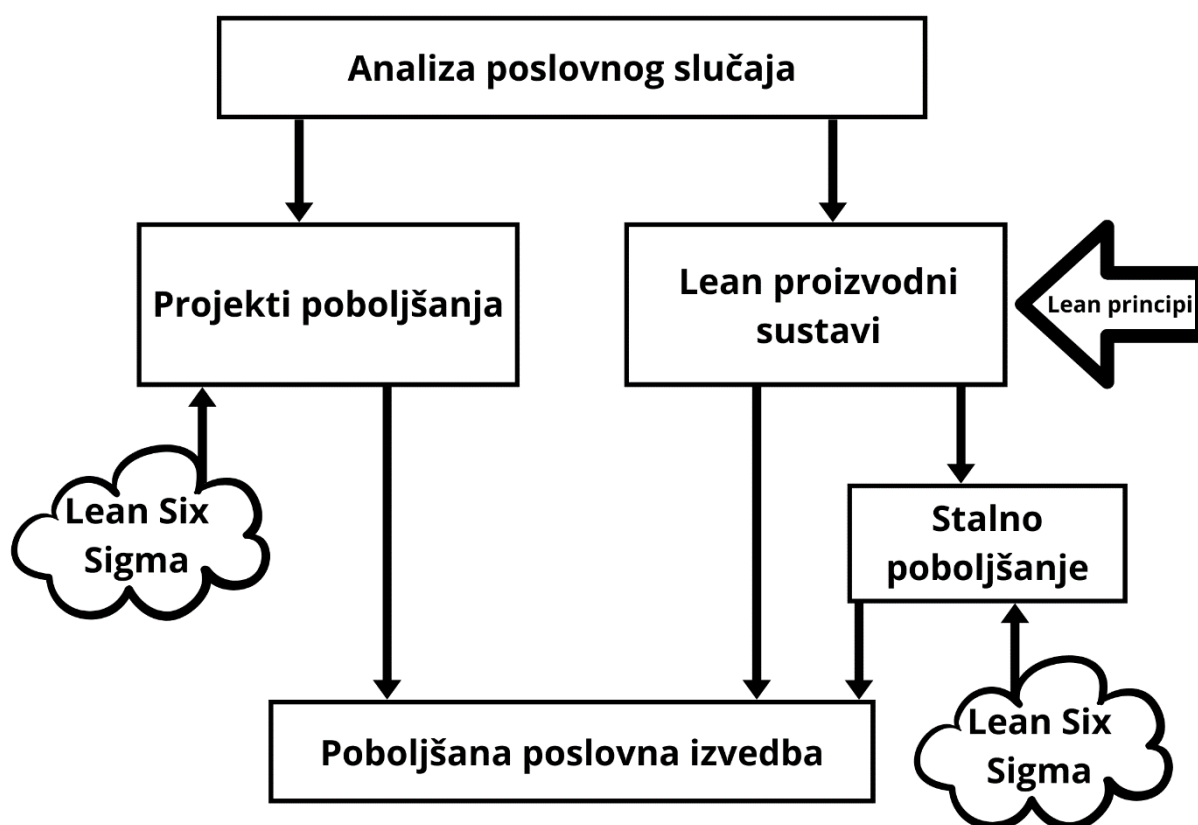 Analiza poslovnog slučaja
Projekti poboljšanja
Lean proizvodni
sustavi
Lean principi
Lean Six
Sigma
Stalno
poboljšanje
Poboljšana poslovna izvedba
Lean Six
Sigma